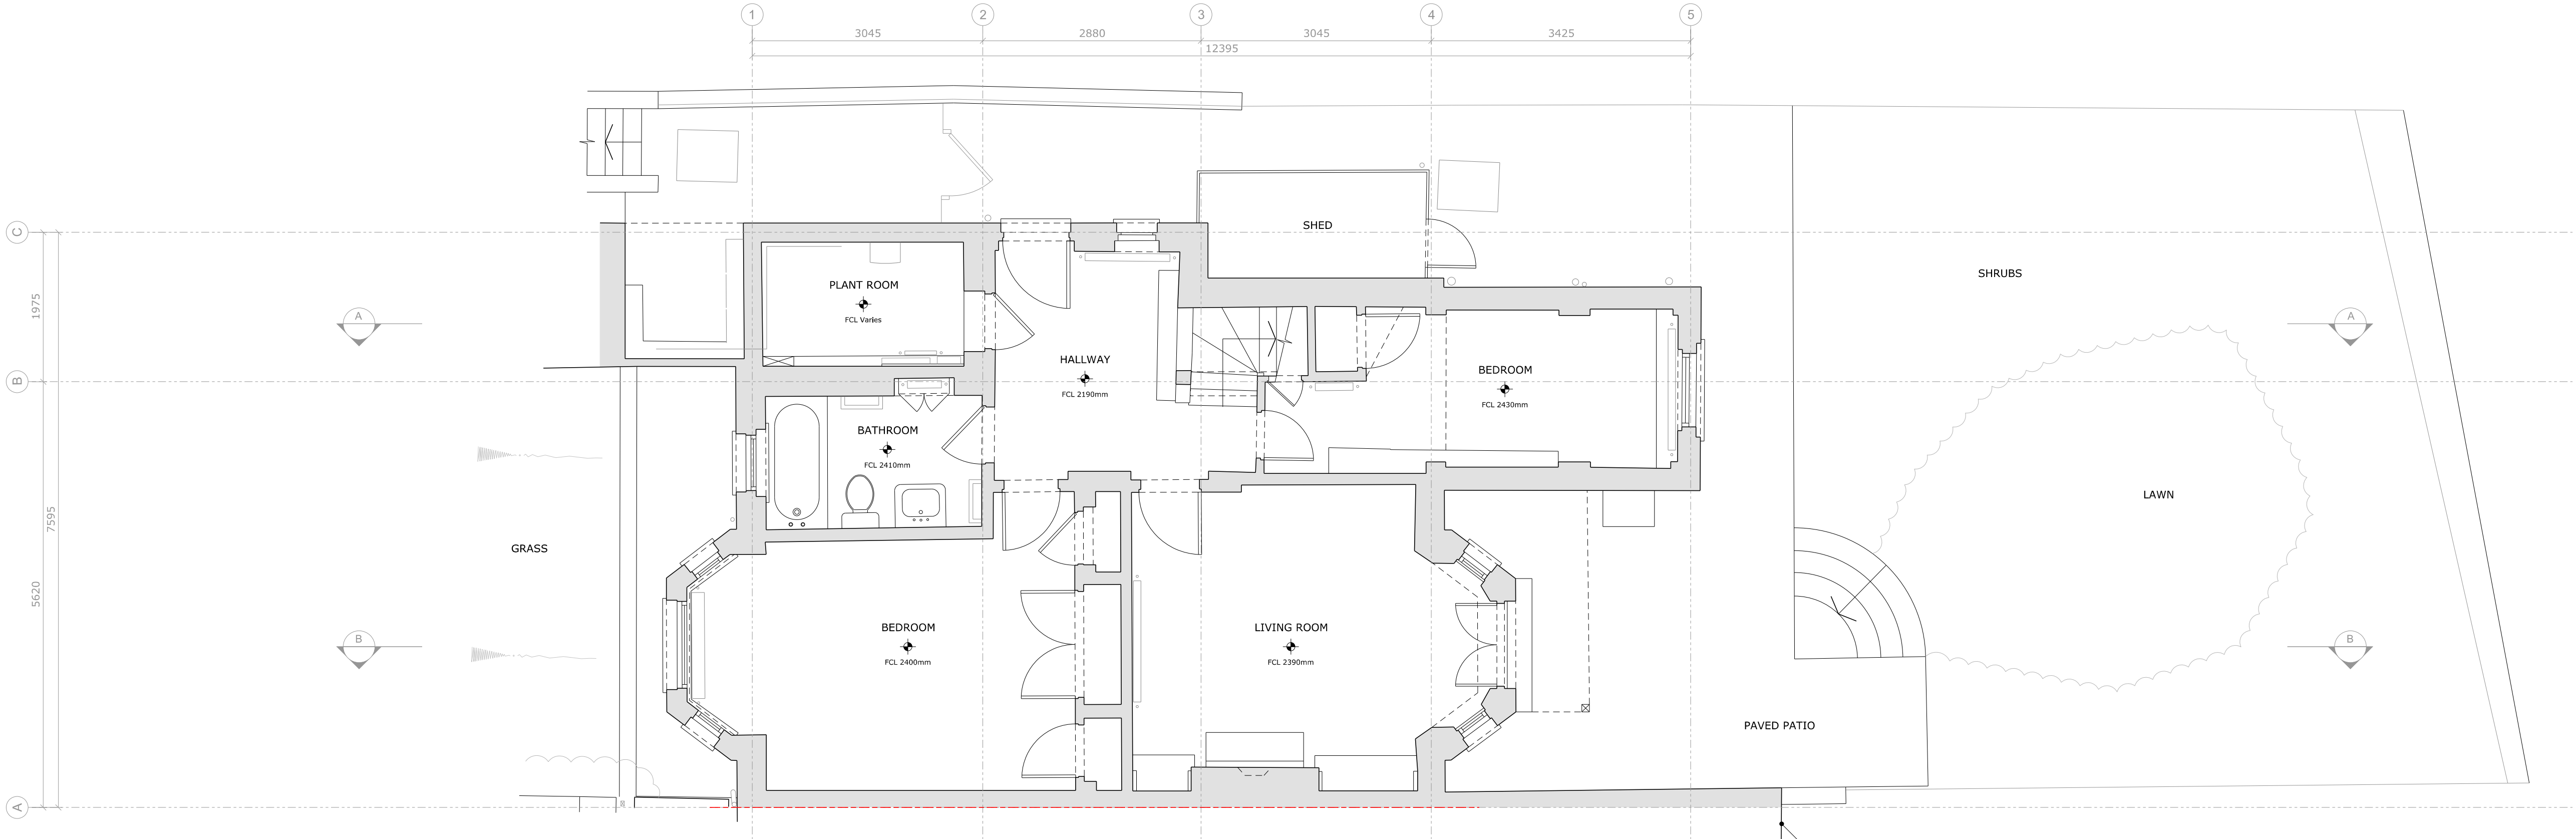 1
2
3
4
5
3045
2880
3045
3425
12395
C
B
A
1975
7595
5620
A
A
B
B
SHED
SHRUBS
PLANT ROOM
FCL Varies
HALLWAY
FCL 2190mm
BEDROOM
FCL 2430mm
BATHROOM
FCL 2410mm
LAWN
GRASS
BEDROOM
FCL 2400mm
LIVING ROOM
FCL 2390mm
PAVED PATIO